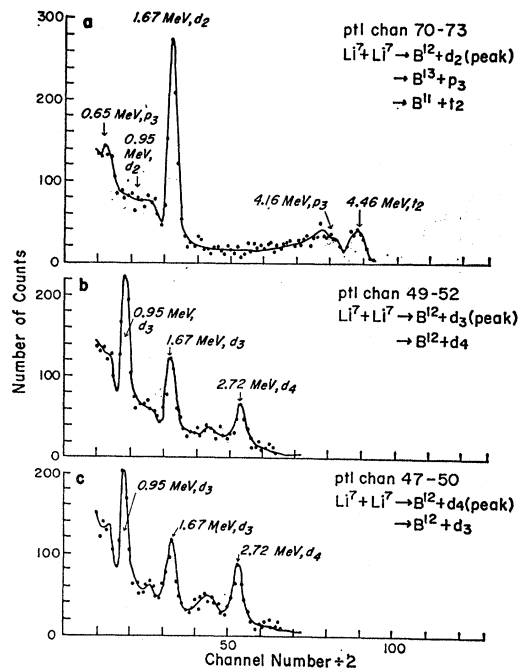 300
a
1.67 MeV,d2
ptl chan 70-73
Li⁷+Li⁷→B¹²+d₂(peak)
→B¹³+p₃
→B¹¹+t₂
200
0.65 MeV,p₃
0.95
MeV,
d₂
100
4.16 MeV,p₃
4.46 MeV,t₂
0
b
200
0.95 MeV,
d₃
1.67 MeV,d₃
2.72 MeV,d₄
ptl chan 49-52
Li⁷+Li⁷→B¹²+d₃(peak)
→B¹²+d₄
100
0
Number of Counts
c
200
0.95 MeV,d₃
1.67 MeV,d₃
2.72 MeV,d₄
ptl chan 47-50
Li⁷+Li⁷→B¹²+d₄(peak)
→B¹²+d₃
100
0
50
100
Channel Number÷2